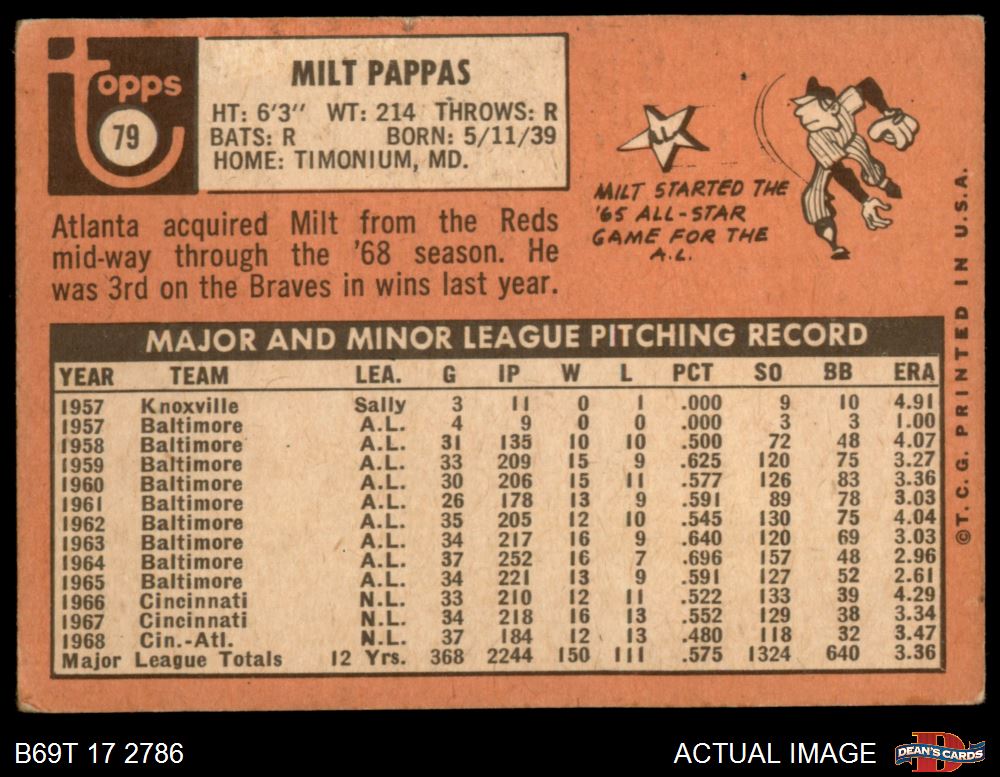 topps
79
MILT PAPPAS
HT: 6'3" WT: 214 THROWS: R
BATS: R BORN: 5/11/39
HOME: TIMONIUM, MD.
Atlanta acquired Milt from the Reds
mid-way through the '68 season. He
was 3rd on the Braves in wins last year.
MILT STARTED THE
'65 ALL-STAR
GAME FOR THE
A.L.
MAJOR AND MINOR LEAGUE PITCHING RECORD
YEAR TEAM LEA. G IP W L PCT SO BB ERA
1957 Knoxville Sally 3 11 0 1 .000 9 10 4.91
1957 Baltimore A.L. 4 9 0 0 .000 3 3 1.00
1958 Baltimore A.L. 31 135 10 10 .500 72 48 4.07
1959 Baltimore A.L. 33 209 15 9 .625 120 75 3.27
1960 Baltimore A.L. 30 206 15 11 .577 126 83 3.36
1961 Baltimore A.L. 26 178 13 9 .591 89 78 3.03
1962 Baltimore A.L. 35 205 12 10 .545 130 75 4.04
1963 Baltimore A.L. 34 217 16 9 .640 120 69 3.03
1964 Baltimore A.L. 37 252 16 7 .696 157 48 2.96
1965 Baltimore A.L. 34 221 13 9 .591 127 52 2.61
1966 Cincinnati N.L. 33 210 12 11 .522 133 39 4.29
1967 Cincinnati N.L. 34 218 16 13 .552 129 38 3.34
1968 Cin.-Atl. N.L. 37 184 12 13 .480 118 32 3.47
Major League Totals 12 Yrs. 368 2244 150 111 .575 1324 640 3.36
©T.C.G. PRINTED IN U.S.A.
B69T 17 2786
ACTUAL IMAGE
DEAN'S CARDS